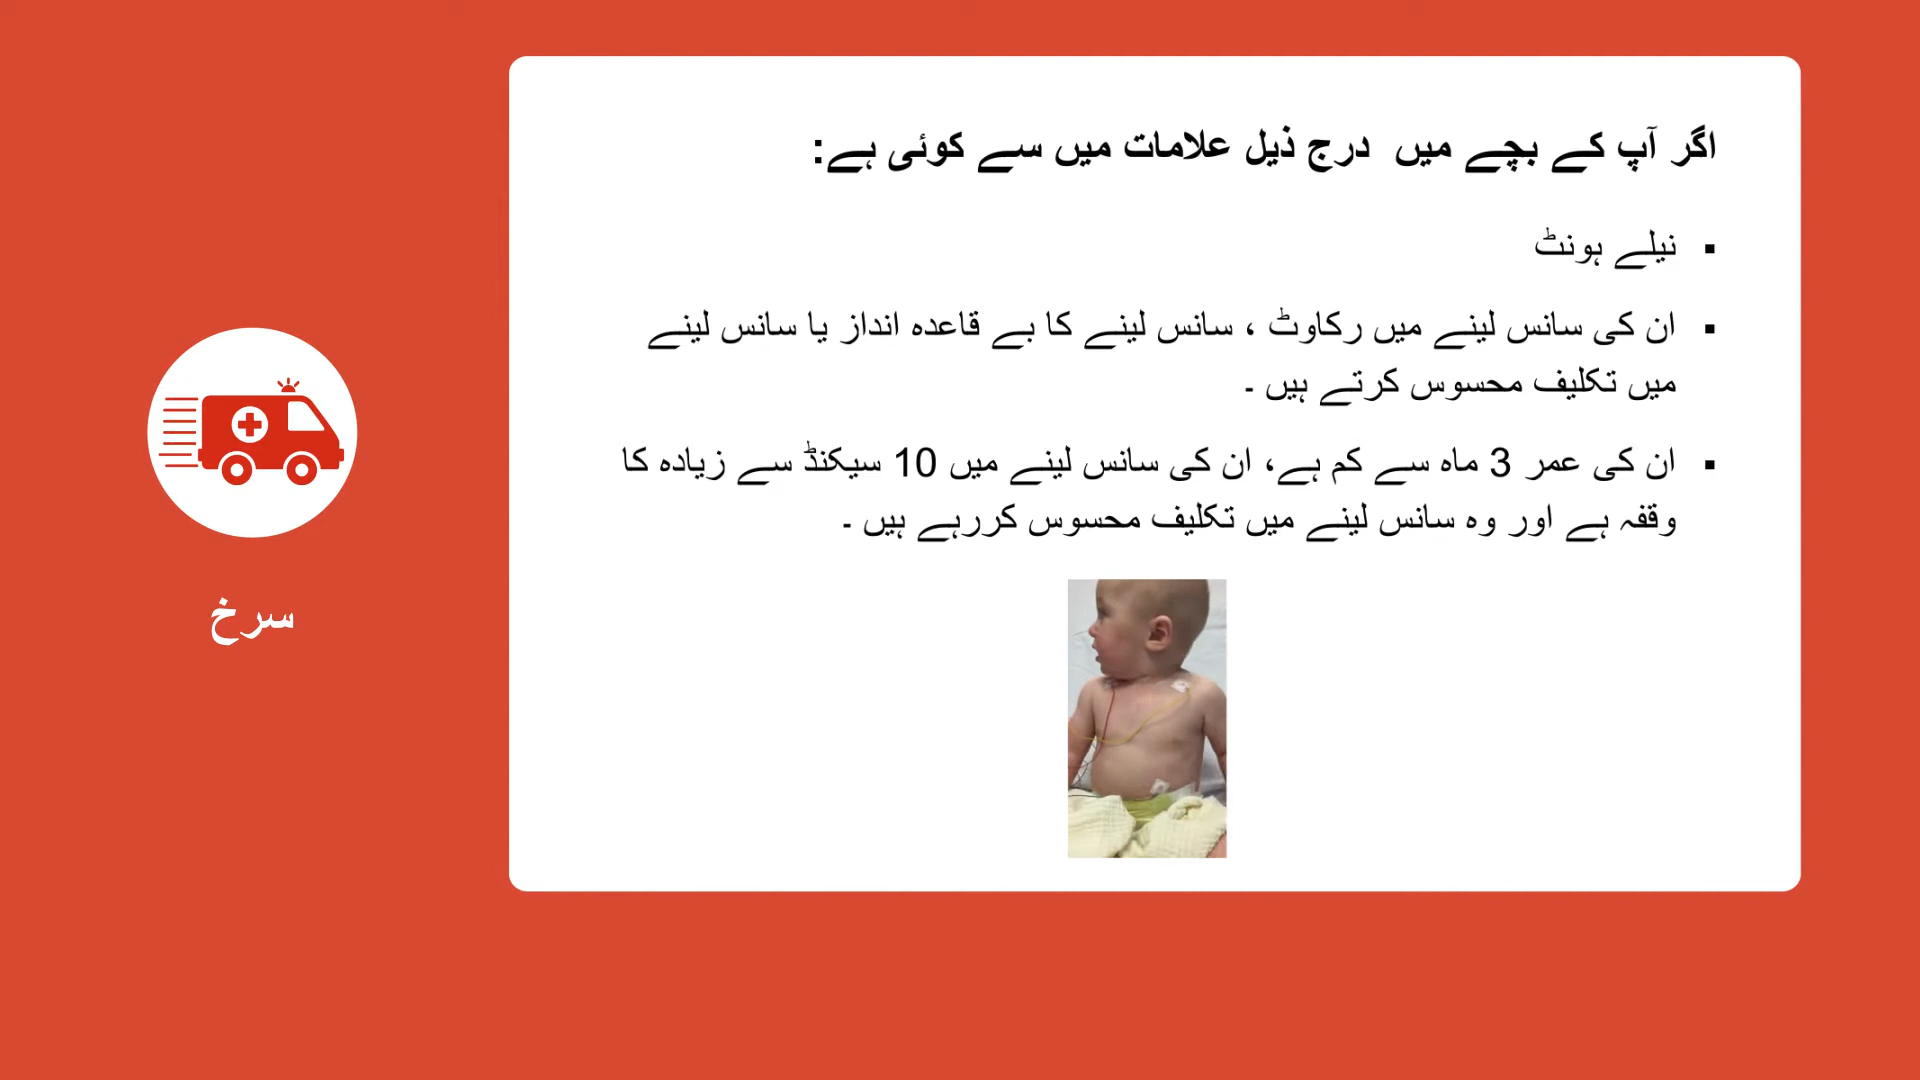 اگر آپ کے بچے میں درج ذیل علامات میں سے کوئی ہے:
▪ نیلے ہونٹ
▪ ان کی سانس لینے میں رکاوٹ ، سانس لینے کا بے قاعدہ انداز یا سانس لینے
میں تکلیف محسوس کرتے ہیں ۔
▪ ان کی عمر 3 ماہ سے کم ہے، ان کی سانس لینے میں 10 سیکنڈ سے زیادہ کا
وقفہ ہے اور وہ سانس لینے میں تکلیف محسوس کررہے ہیں ۔
سرخ